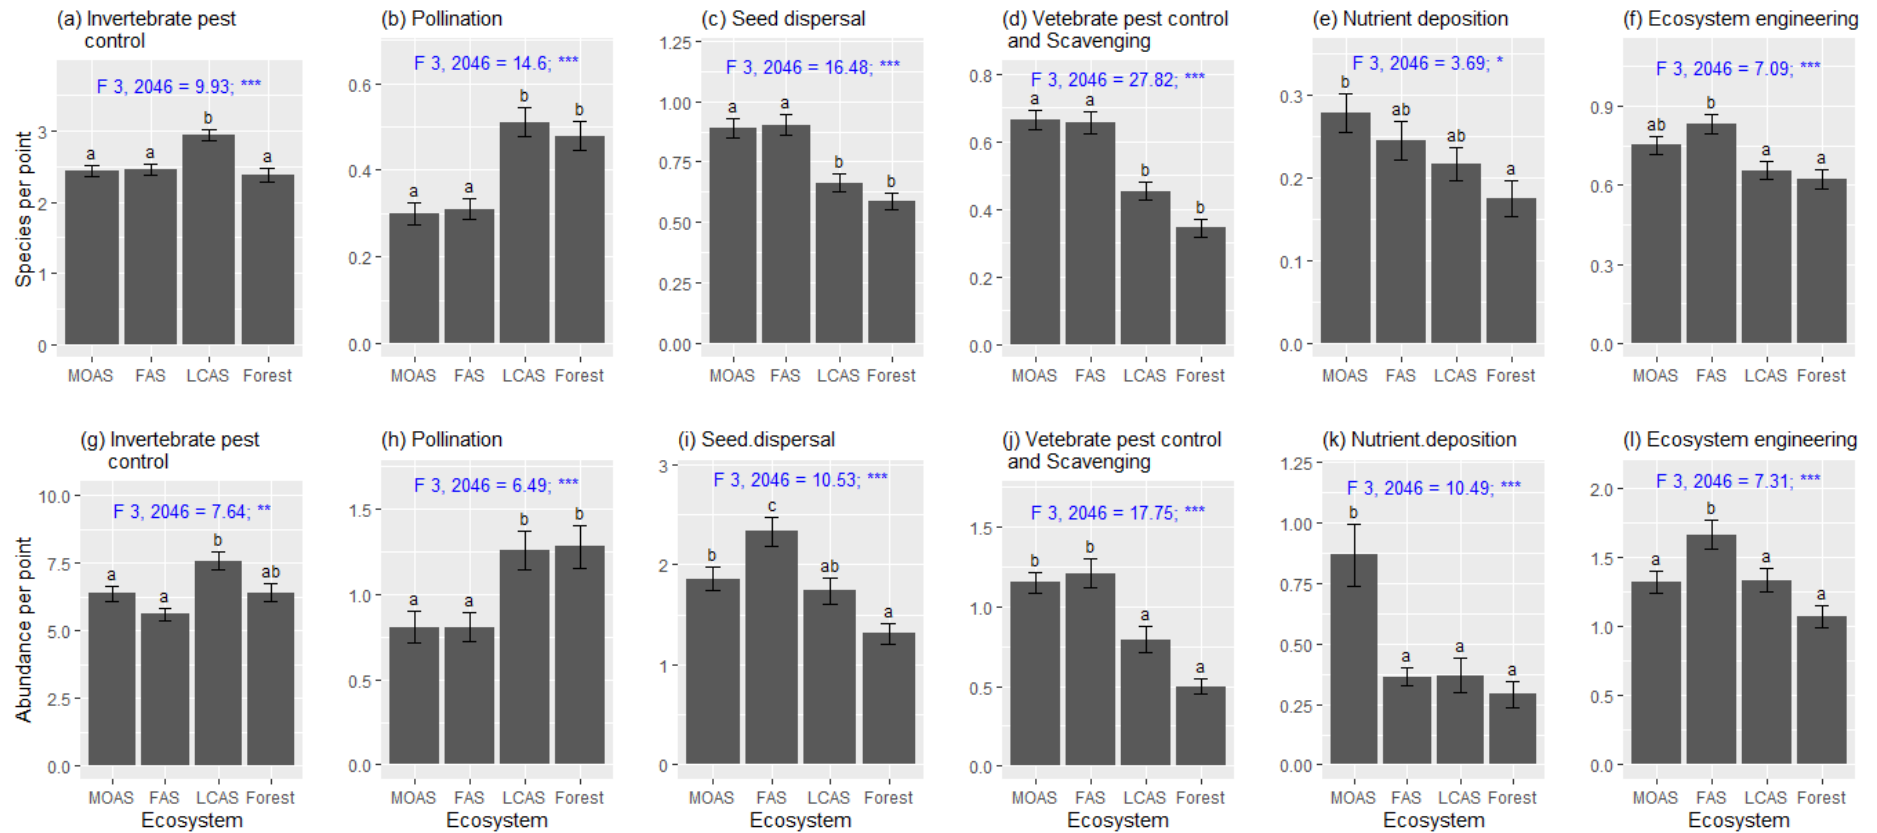 (a) Invertebrate pest
control
F 3, 2046 = 9.93; ***
a a b a
Species per point
3
2
1
0
MOAS FAS LCAS Forest
(b) Pollination
F 3, 2046 = 14.6; ***
a a b b
0.6
0.4
0.2
0.0
MOAS FAS LCAS Forest
(c) Seed dispersal
F 3, 2046 = 16.48; ***
a a b b
1.25
1.00
0.75
0.50
0.25
0.00
MOAS FAS LCAS Forest
(d) Vetebrate pest control
and Scavenging
F 3, 2046 = 27.82; ***
a a b b
0.8
0.6
0.4
0.2
0.0
MOAS FAS LCAS Forest
(e) Nutrient deposition
F 3, 2046 = 3.69; *
b ab ab a
0.3
0.2
0.1
0.0
MOAS FAS LCAS Forest
(f) Ecosystem engineering
F 3, 2046 = 7.09; ***
ab b a a
0.9
0.6
0.3
0.0
MOAS FAS LCAS Forest
(g) Invertebrate pest
control
F 3, 2046 = 7.64; **
a a b ab
Abundance per point
10.0
7.5
5.0
2.5
0.0
MOAS FAS LCAS Forest
Ecosystem
(h) Pollination
F 3, 2046 = 6.49; ***
a a b b
1.5
1.0
0.5
0.0
MOAS FAS LCAS Forest
Ecosystem
(i) Seed.dispersal
F 3, 2046 = 10.53; ***
b c ab a
3
2
1
0
MOAS FAS LCAS Forest
Ecosystem
(j) Vetebrate pest control
and Scavenging
F 3, 2046 = 17.75; ***
b b a a
1.5
1.0
0.5
0.0
MOAS FAS LCAS Forest
Ecosystem
(k) Nutrient.deposition
F 3, 2046 = 10.49; ***
b a a a
1.25
1.00
0.75
0.50
0.25
0.00
MOAS FAS LCAS Forest
Ecosystem
(l) Ecosystem engineering
F 3, 2046 = 7.31; ***
a b a a
2.0
1.5
1.0
0.5
0.0
MOAS FAS LCAS Forest
Ecosystem